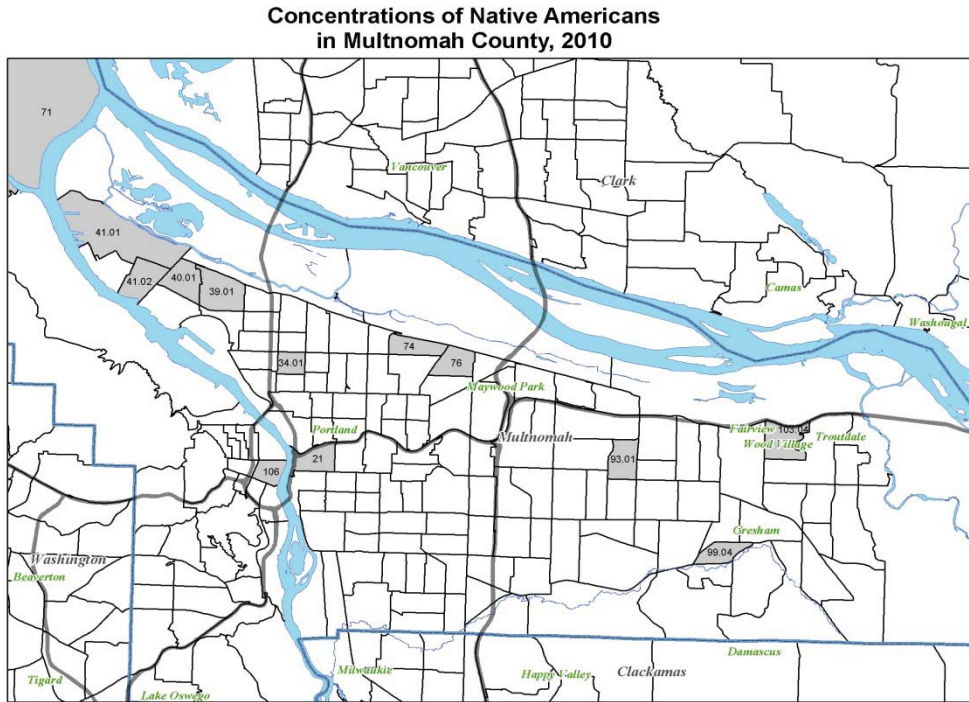 Concentrations of Native Americans
in Multnomah County, 2010
71
Vancouver
Clark
41.01
41.02
40.01
39.01
Camas
Washougal
34.01
74
76
Maywood Park
Portland
Multnomah
Fairview
103.04
Wood Village
Troutdale
21
106
93.01
Gresham
99.04
Washington
Beaverton
Damascus
Milwaukie
Happy Valley
Clackamas
Tigard
Lake Oswego